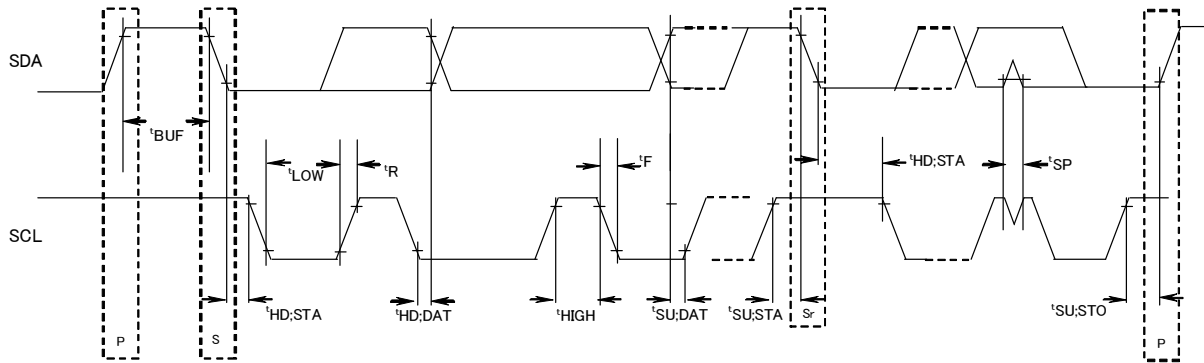 SDA
tBUF
tLOW
tR
tF
tHD;STA
tSP
SCL
tHD;STA
tHD;DAT
tHIGH
tSU;DAT
tSU;STA
Sr
tSU;STO
P
S
P